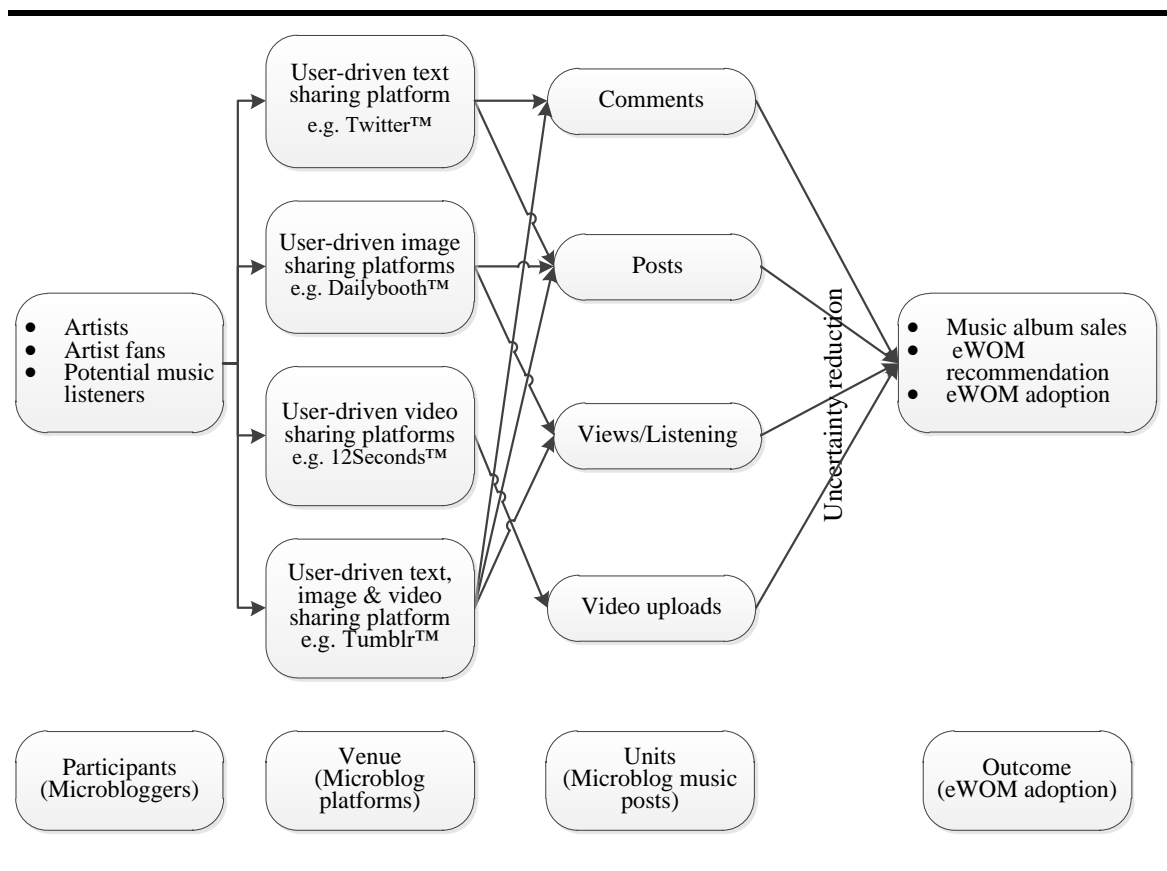 User-driven text
sharing platform
e.g. Twitter™
Comments
User-driven image
sharing platforms
e.g. Dailybooth™
Posts
• Artists
• Artist fans
• Potential music
listeners
Uncertainty reduction
• Music album sales
• eWOM
recommendation
• eWOM adoption
User-driven video
sharing platforms
e.g. 12Seconds™
Views/Listening
User-driven text,
image & video
sharing platform
e.g. Tumblr™
Video uploads
Participants
(Microbloggers)
Venue
(Microblog
platforms)
Units
(Microblog music
posts)
Outcome
(eWOM adoption)